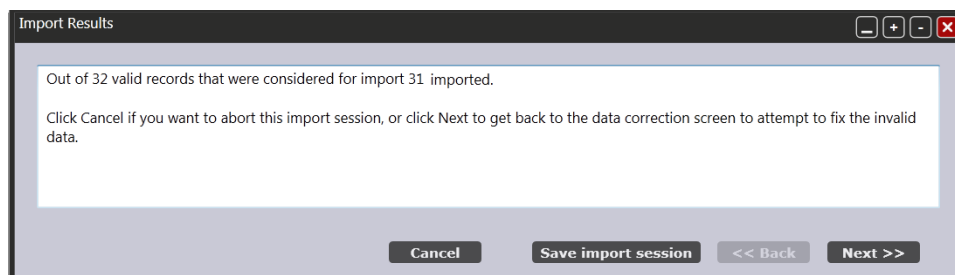 Import Results
Out of 32 valid records that were considered for import 31 imported.
Click Cancel if you want to abort this import session, or click Next to get back to the data correction screen to attempt to fix the invalid
data.
Cancel
Save import session
<< Back
Next >>